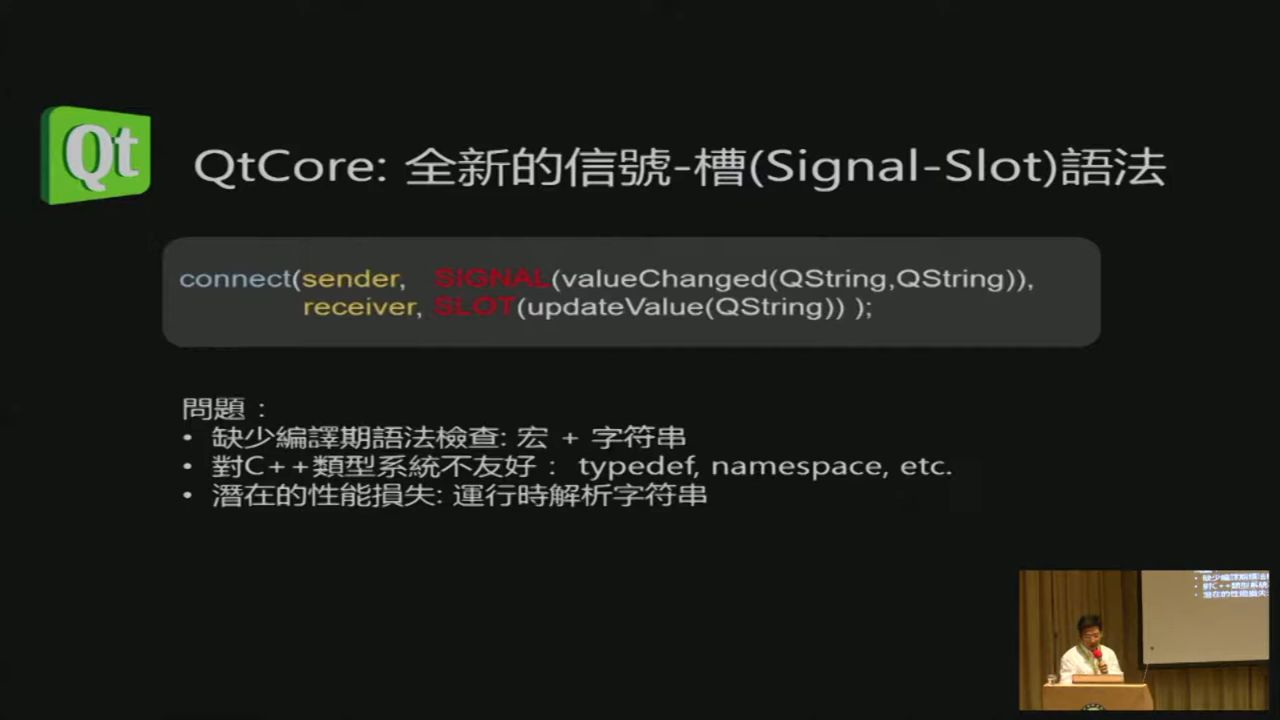 Qt
QtCore: 全新的信號-槽(Signal-Slot)語法
connect(sender, SIGNAL(valueChanged(QString,QString)),
receiver, SLOT(updateValue(QString)) );
問題：
• 缺少編譯期語法檢查: 宏 + 字符串
• 對C++類型系統不友好： typedef, namespace, etc.
• 潛在的性能損失: 運行時解析字符串